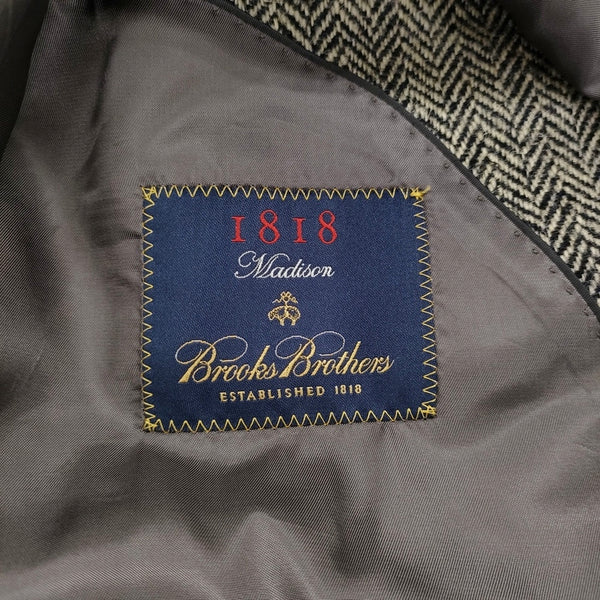 1818
Madison
Brooks Brothers
ESTABLISHED 1818